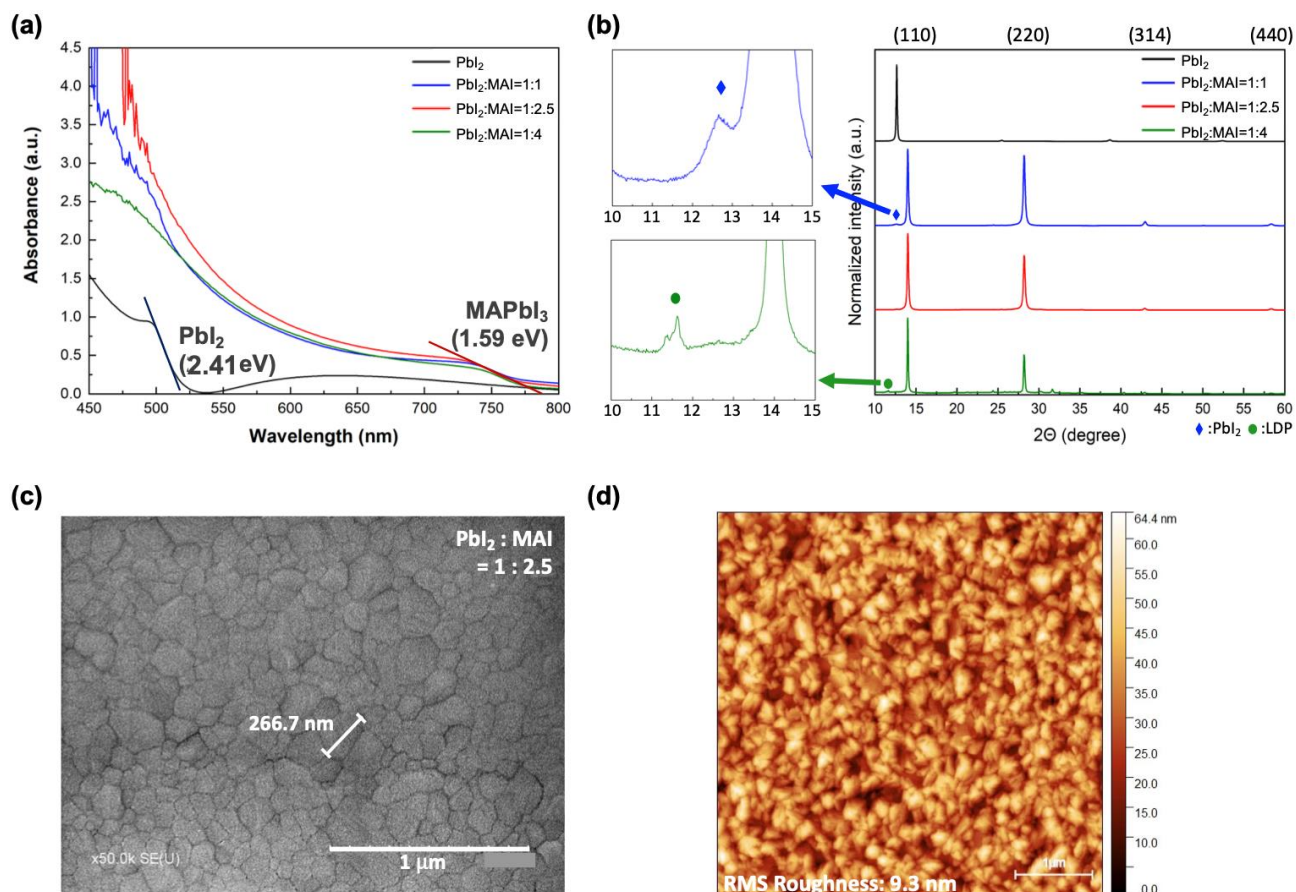 (a)
4.5
4.0
3.5
3.0
2.5
2.0
1.5
1.0
0.5
0.0
Absorbance (a.u.)
PbI₂
PbI₂:MAI=1:1
PbI₂:MAI=1:2.5
PbI₂:MAI=1:4
PbI₂
(2.41eV)
MAPbI₃
(1.59 eV)
450 500 550 600 650 700 750 800
Wavelength (nm)
(b)
10 11 12 13 14 15
10 11 12 13 14 15
(110) (220) (314) (440)
Normalized intensity (a.u.)
PbI₂
PbI₂:MAI=1:1
PbI₂:MAI=1:2.5
PbI₂:MAI=1:4
10 15 20 25 30 35 40 45 50 55 60
2Θ (degree)
:PbI₂ :LDP
(c)
PbI₂ : MAI
= 1 : 2.5
266.7 nm
x50.0k SE(U)
1 μm
(d)
64.4 nm
60.0
55.0
50.0
45.0
40.0
35.0
30.0
25.0
20.0
15.0
10.0
0.0
1μm
RMS Roughness: 9.3 nm